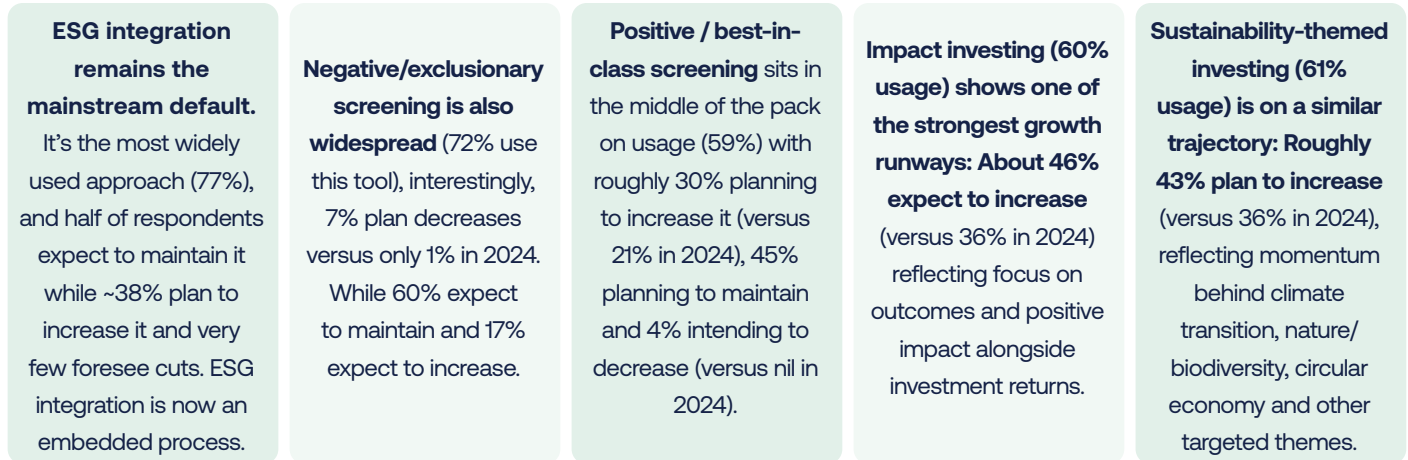 ESG integration
remains the
mainstream default.
It’s the most widely
used approach (77%),
and half of respondents
expect to maintain it
while ~38% plan to
increase it and very
few foresee cuts. ESG
integration is now an
embedded process.
Negative/exclusionary
screening is also
widespread (72% use
this tool), interestingly,
7% plan decreases
versus only 1% in 2024.
While 60% expect
to maintain and 17%
expect to increase.
Positive / best-in-
class screening sits in
the middle of the pack
on usage (59%) with
roughly 30% planning
to increase it (versus
21% in 2024), 45%
planning to maintain
and 4% intending to
decrease (versus nil in
2024).
Impact investing (60%
usage) shows one of
the strongest growth
runways: About 46%
expect to increase
(versus 36% in 2024)
reflecting focus on
outcomes and positive
impact alongside
investment returns.
Sustainability-themed
investing (61%
usage) is on a similar
trajectory: Roughly
43% plan to increase
(versus 36% in 2024),
reflecting momentum
behind climate
transition, nature/
biodiversity, circular
economy and other
targeted themes.